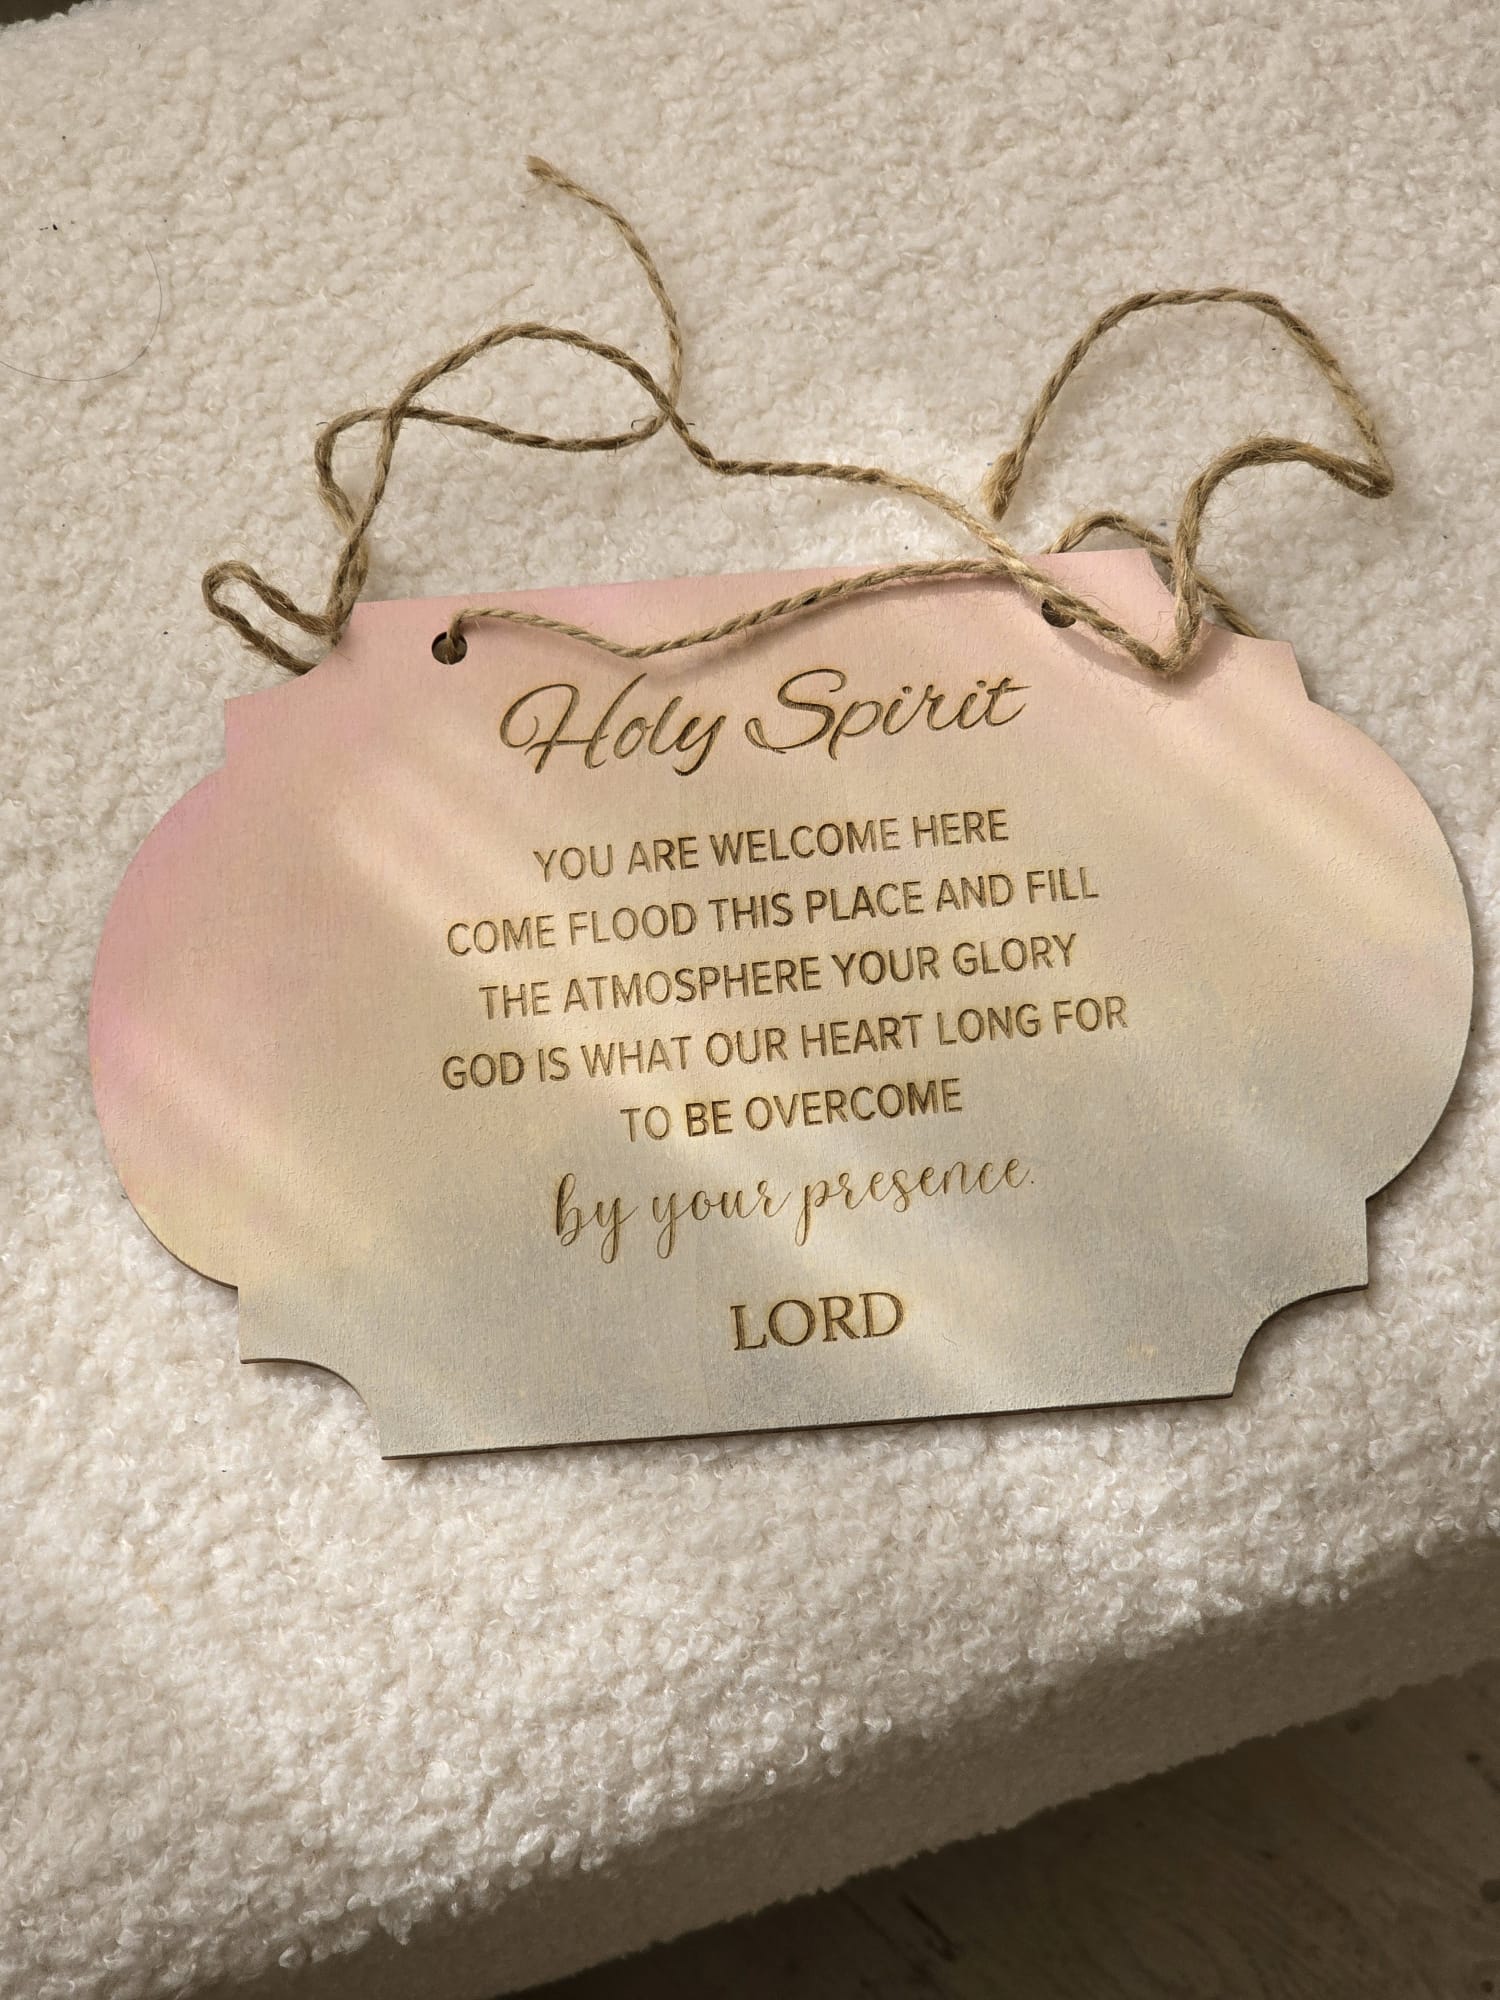 Holy Spirit
YOU ARE WELCOME HERE
COME FLOOD THIS PLACE AND FILL
THE ATMOSPHERE YOUR GLORY
GOD IS WHAT OUR HEART LONG FOR
TO BE OVERCOME
by your presence.
LORD